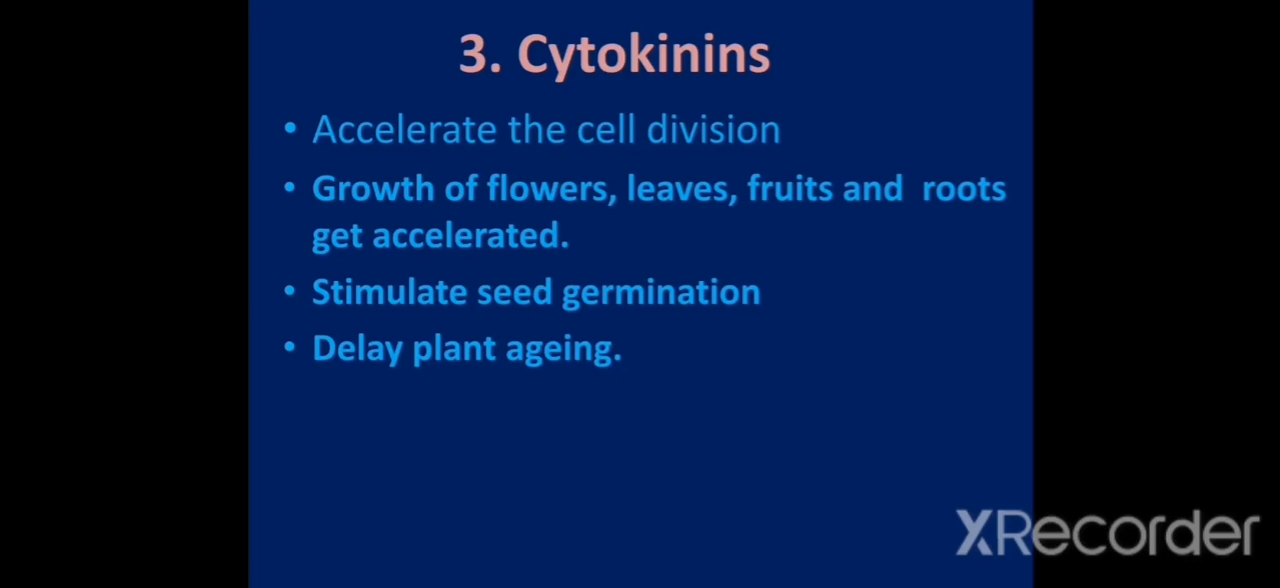 3. Cytokinins
• Accelerate the cell division
• Growth of flowers, leaves, fruits and roots
get accelerated.
• Stimulate seed germination
• Delay plant ageing.
XRecorder